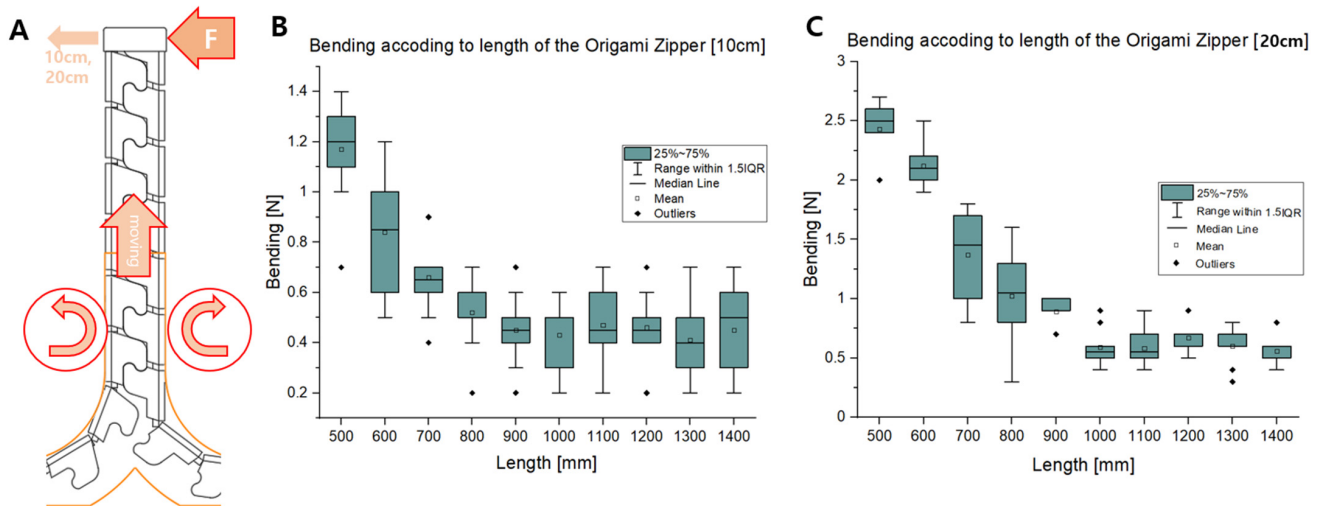 A
10cm,
20cm
F
moving
B
Bending accoding to length of the Origami Zipper [10cm]
Bending [N]
1.4
1.2
1
0.8
0.6
0.4
0.2
25%~75%
Range within 1.5IQR
Median Line
Mean
Outliers
500 600 700 800 900 1000 1100 1200 1300 1400
Length [mm]
C
Bending accoding to length of the Origami Zipper [20cm]
Bending [N]
3
2.5
2
1.5
1
0.5
0
25%~75%
Range within 1.5IQR
Median Line
Mean
Outliers
500 600 700 800 900 1000 1100 1200 1300 1400
Length [mm]